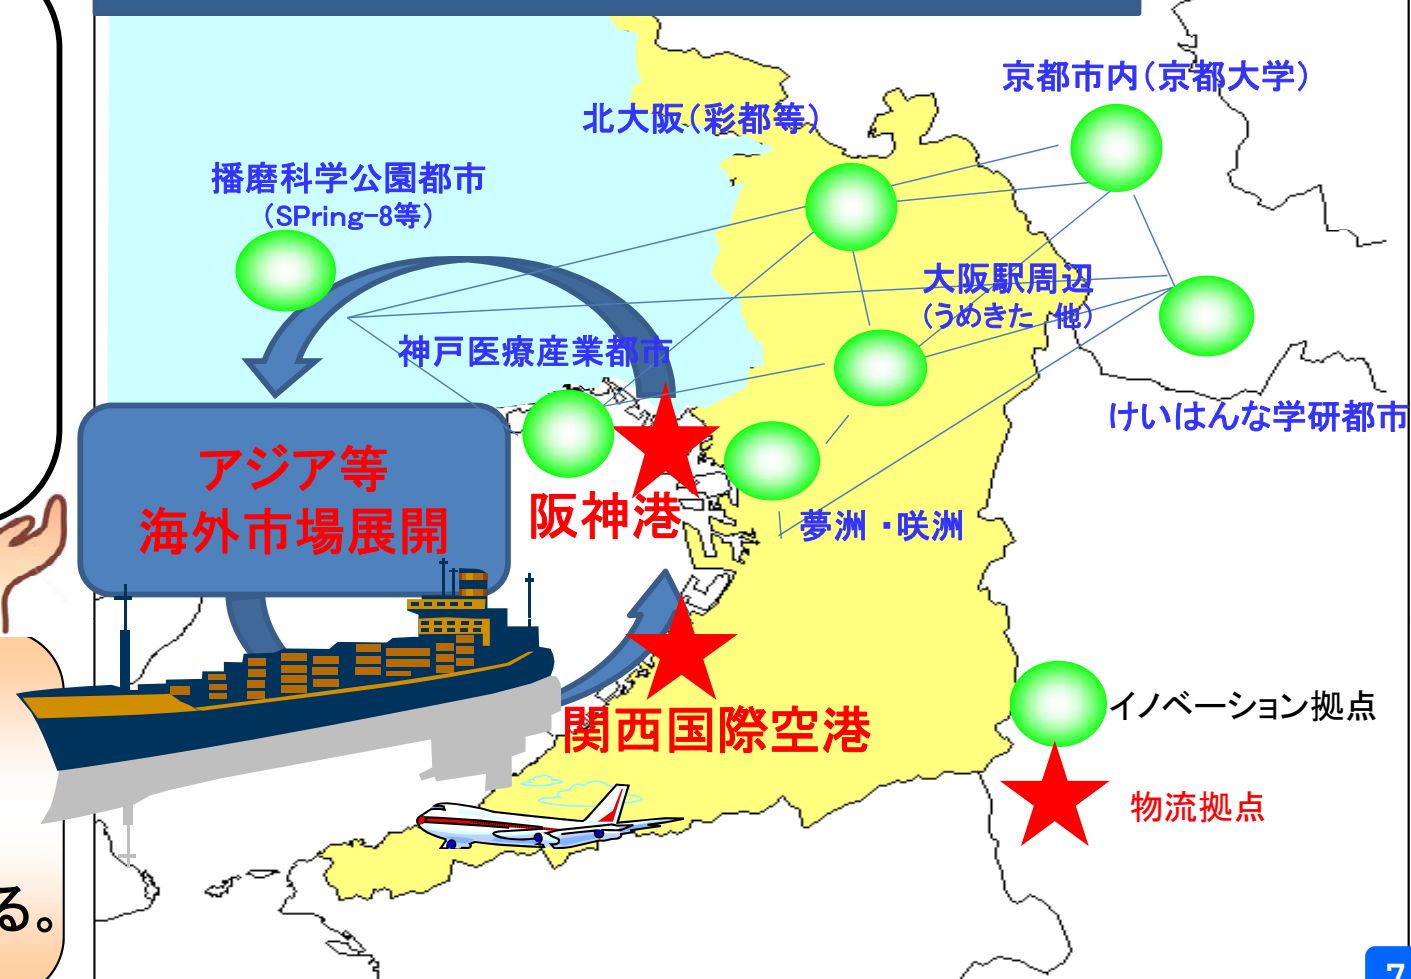 京都市内（京都大学）
北大阪（彩都等）
播磨科学公園都市
（SPring-8等）
大阪駅周辺
（うめきた 他）
神戸医療産業都市
けいはんな学研都市
アジア等
海外市場展開
阪神港
夢洲・咲洲
関西国際空港
イノベーション拠点
物流拠点
る。
7